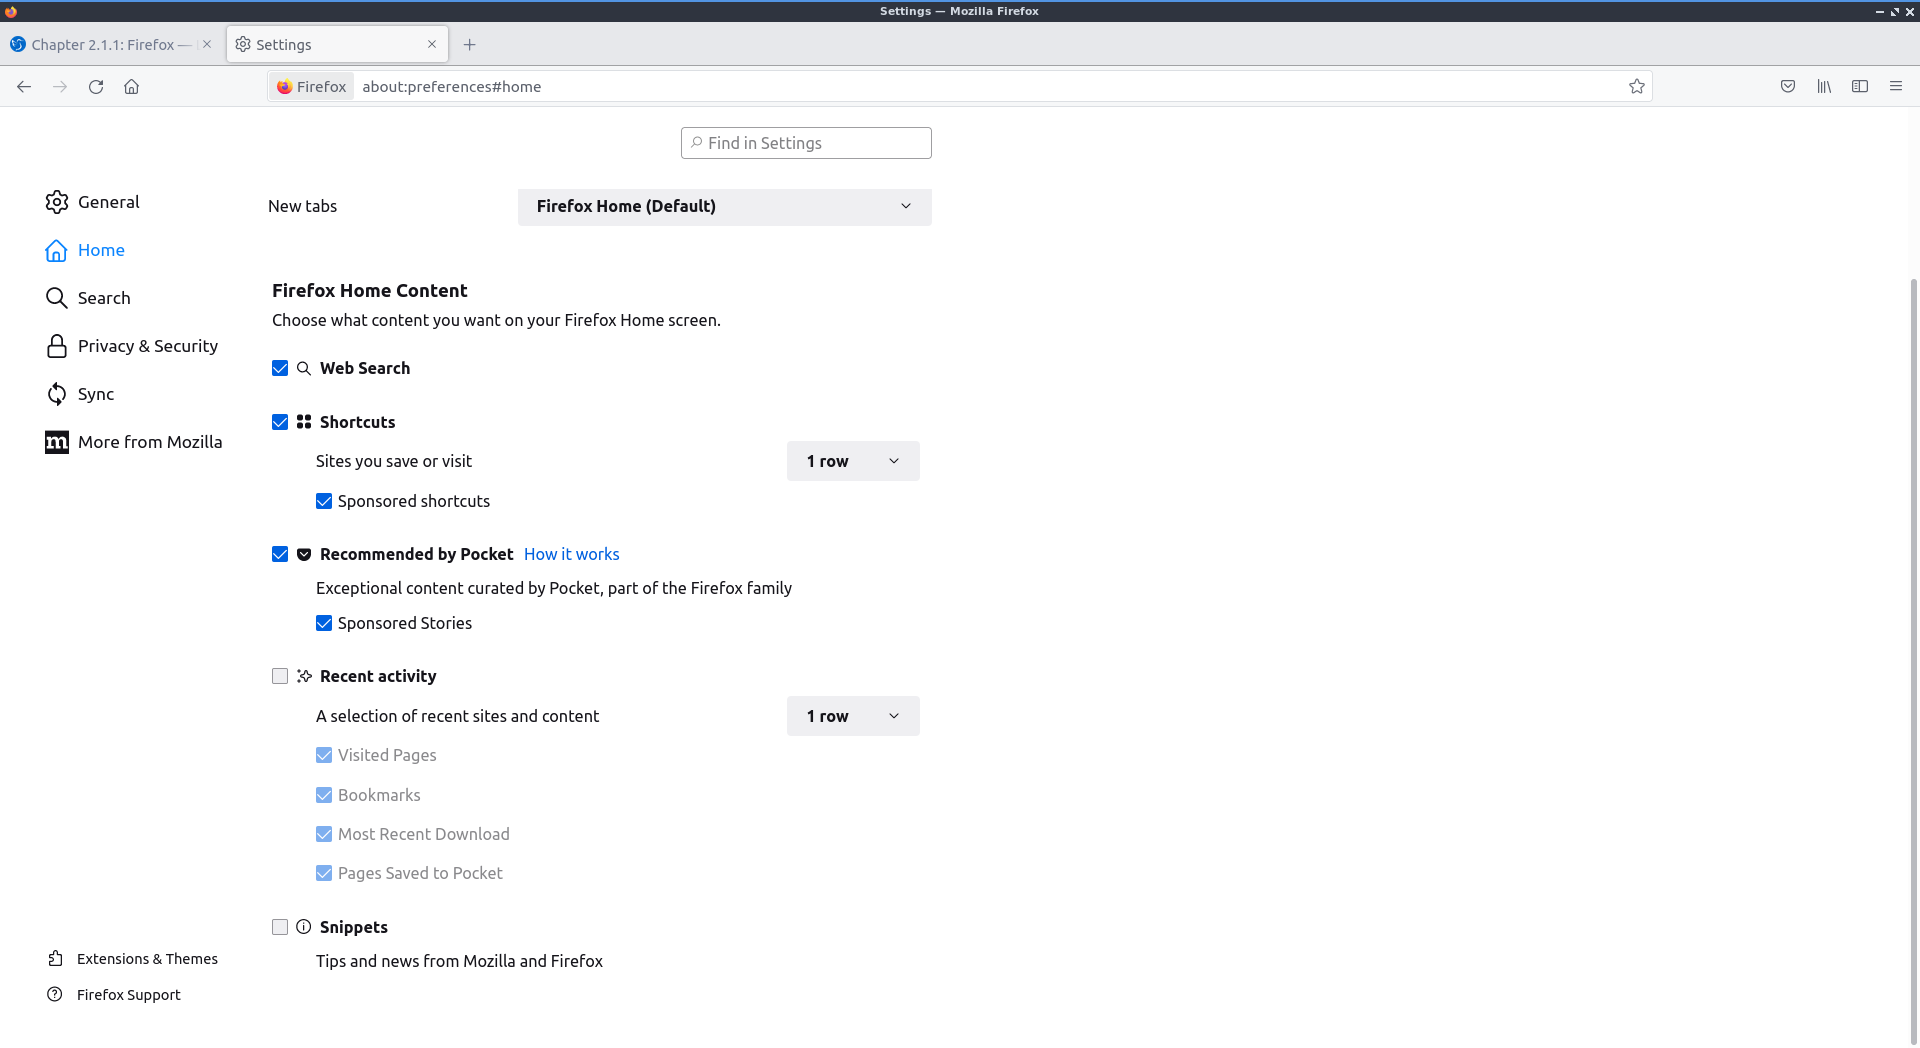 Settings — Mozilla Firefox
Chapter 2.1.1: Firefox —
Settings
Firefox about:preferences#home
Find in Settings
General
Home
Search
Privacy & Security
Sync
m More from Mozilla
Extensions & Themes
Firefox Support
New tabs Firefox Home (Default)
Firefox Home Content
Choose what content you want on your Firefox Home screen.
Web Search
Shortcuts
Sites you save or visit 1 row
Sponsored shortcuts
Recommended by Pocket How it works
Exceptional content curated by Pocket, part of the Firefox family
Sponsored Stories
Recent activity
A selection of recent sites and content 1 row
Visited Pages
Bookmarks
Most Recent Download
Pages Saved to Pocket
Snippets
Tips and news from Mozilla and Firefox